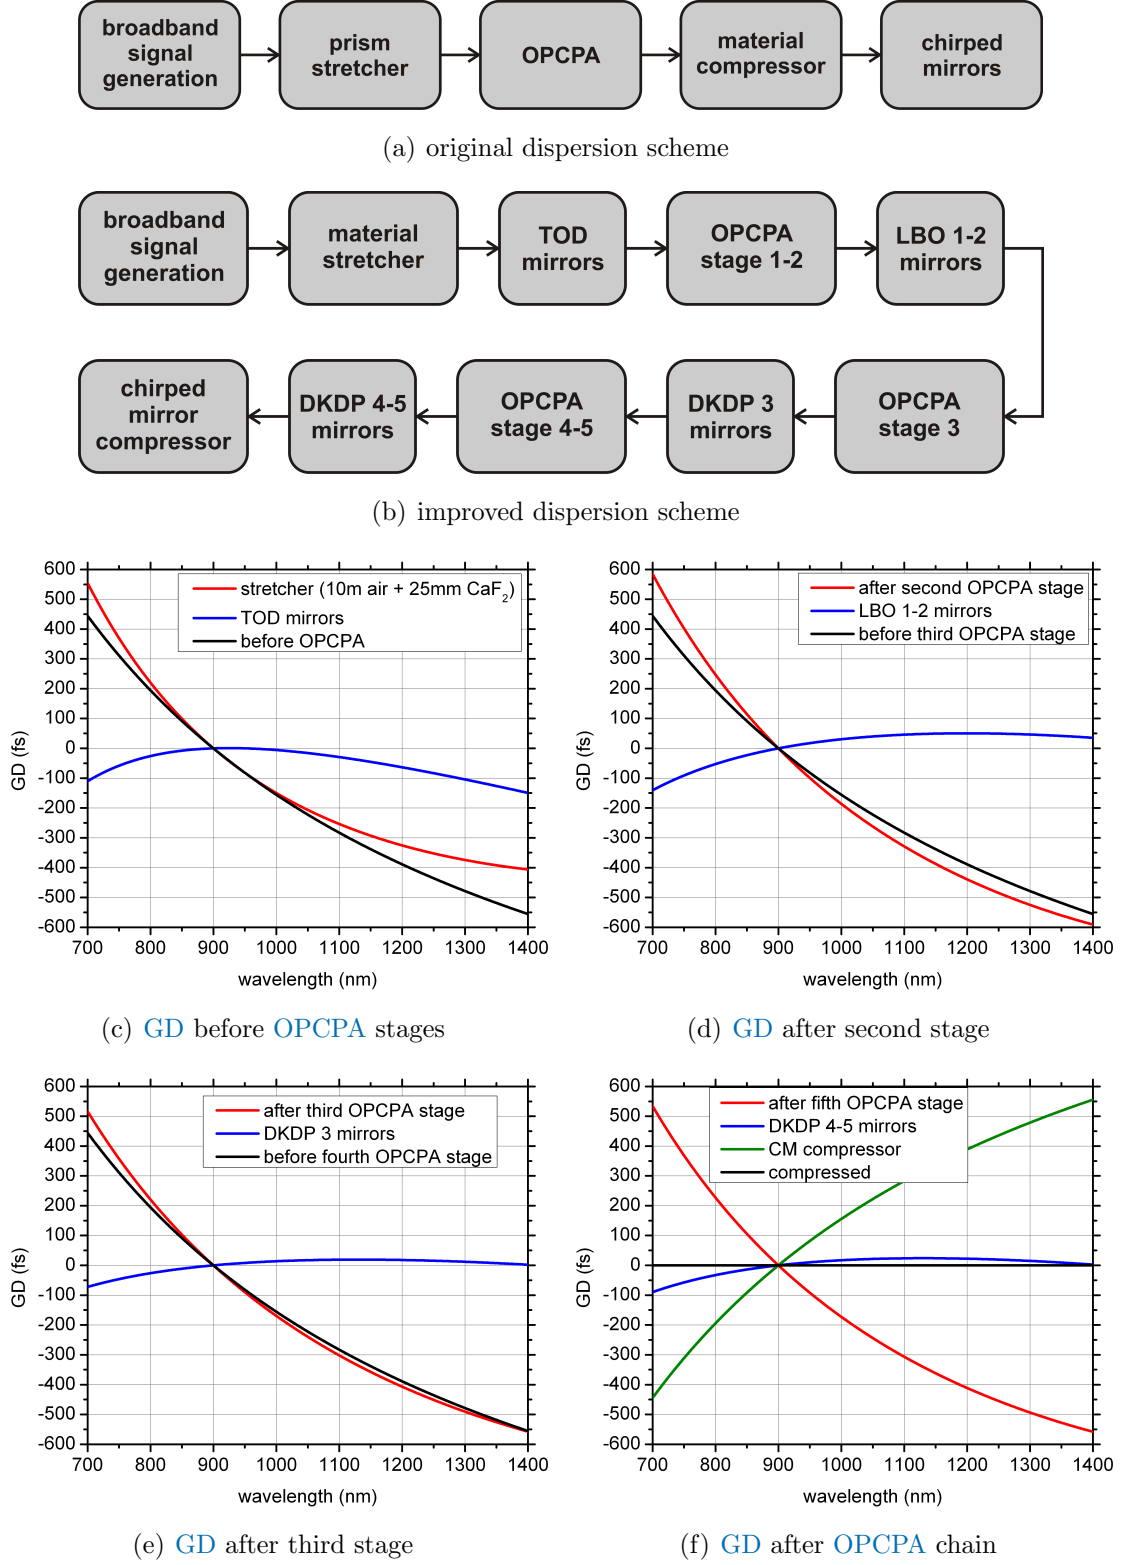 broadband
signal
generation
prism
stretcher
OPCPA
material
compressor
chirped
mirrors
(a) original dispersion scheme
broadband
signal
generation
material
stretcher
TOD
mirrors
OPCPA
stage 1-2
LBO 1-2
mirrors
chirped
mirror
compressor
DKDP 4-5
mirrors
OPCPA
stage 4-5
DKDP 3
mirrors
OPCPA
stage 3
(b) improved dispersion scheme
600
500
400
300
200
100
0
-100
-200
-300
-400
-500
-600
GD (fs)
stretcher (10m air + 25mm CaF2)
TOD mirrors
before OPCPA
700 800 900 1000 1100 1200 1300 1400
wavelength (nm)
(c) GD before OPCPA stages
600
500
400
300
200
100
0
-100
-200
-300
-400
-500
-600
GD (fs)
after second OPCPA stage
LBO 1-2 mirrors
before third OPCPA stage
700 800 900 1000 1100 1200 1300 1400
wavelength (nm)
(d) GD after second stage
600
500
400
300
200
100
0
-100
-200
-300
-400
-500
-600
GD (fs)
after third OPCPA stage
DKDP 3 mirrors
before fourth OPCPA stage
700 800 900 1000 1100 1200 1300 1400
wavelength (nm)
(e) GD after third stage
600
500
400
300
200
100
0
-100
-200
-300
-400
-500
-600
GD (fs)
after fifth OPCPA stage
DKDP 4-5 mirrors
CM compressor
compressed
700 800 900 1000 1100 1200 1300 1400
wavelength (nm)
(f) GD after OPCPA chain